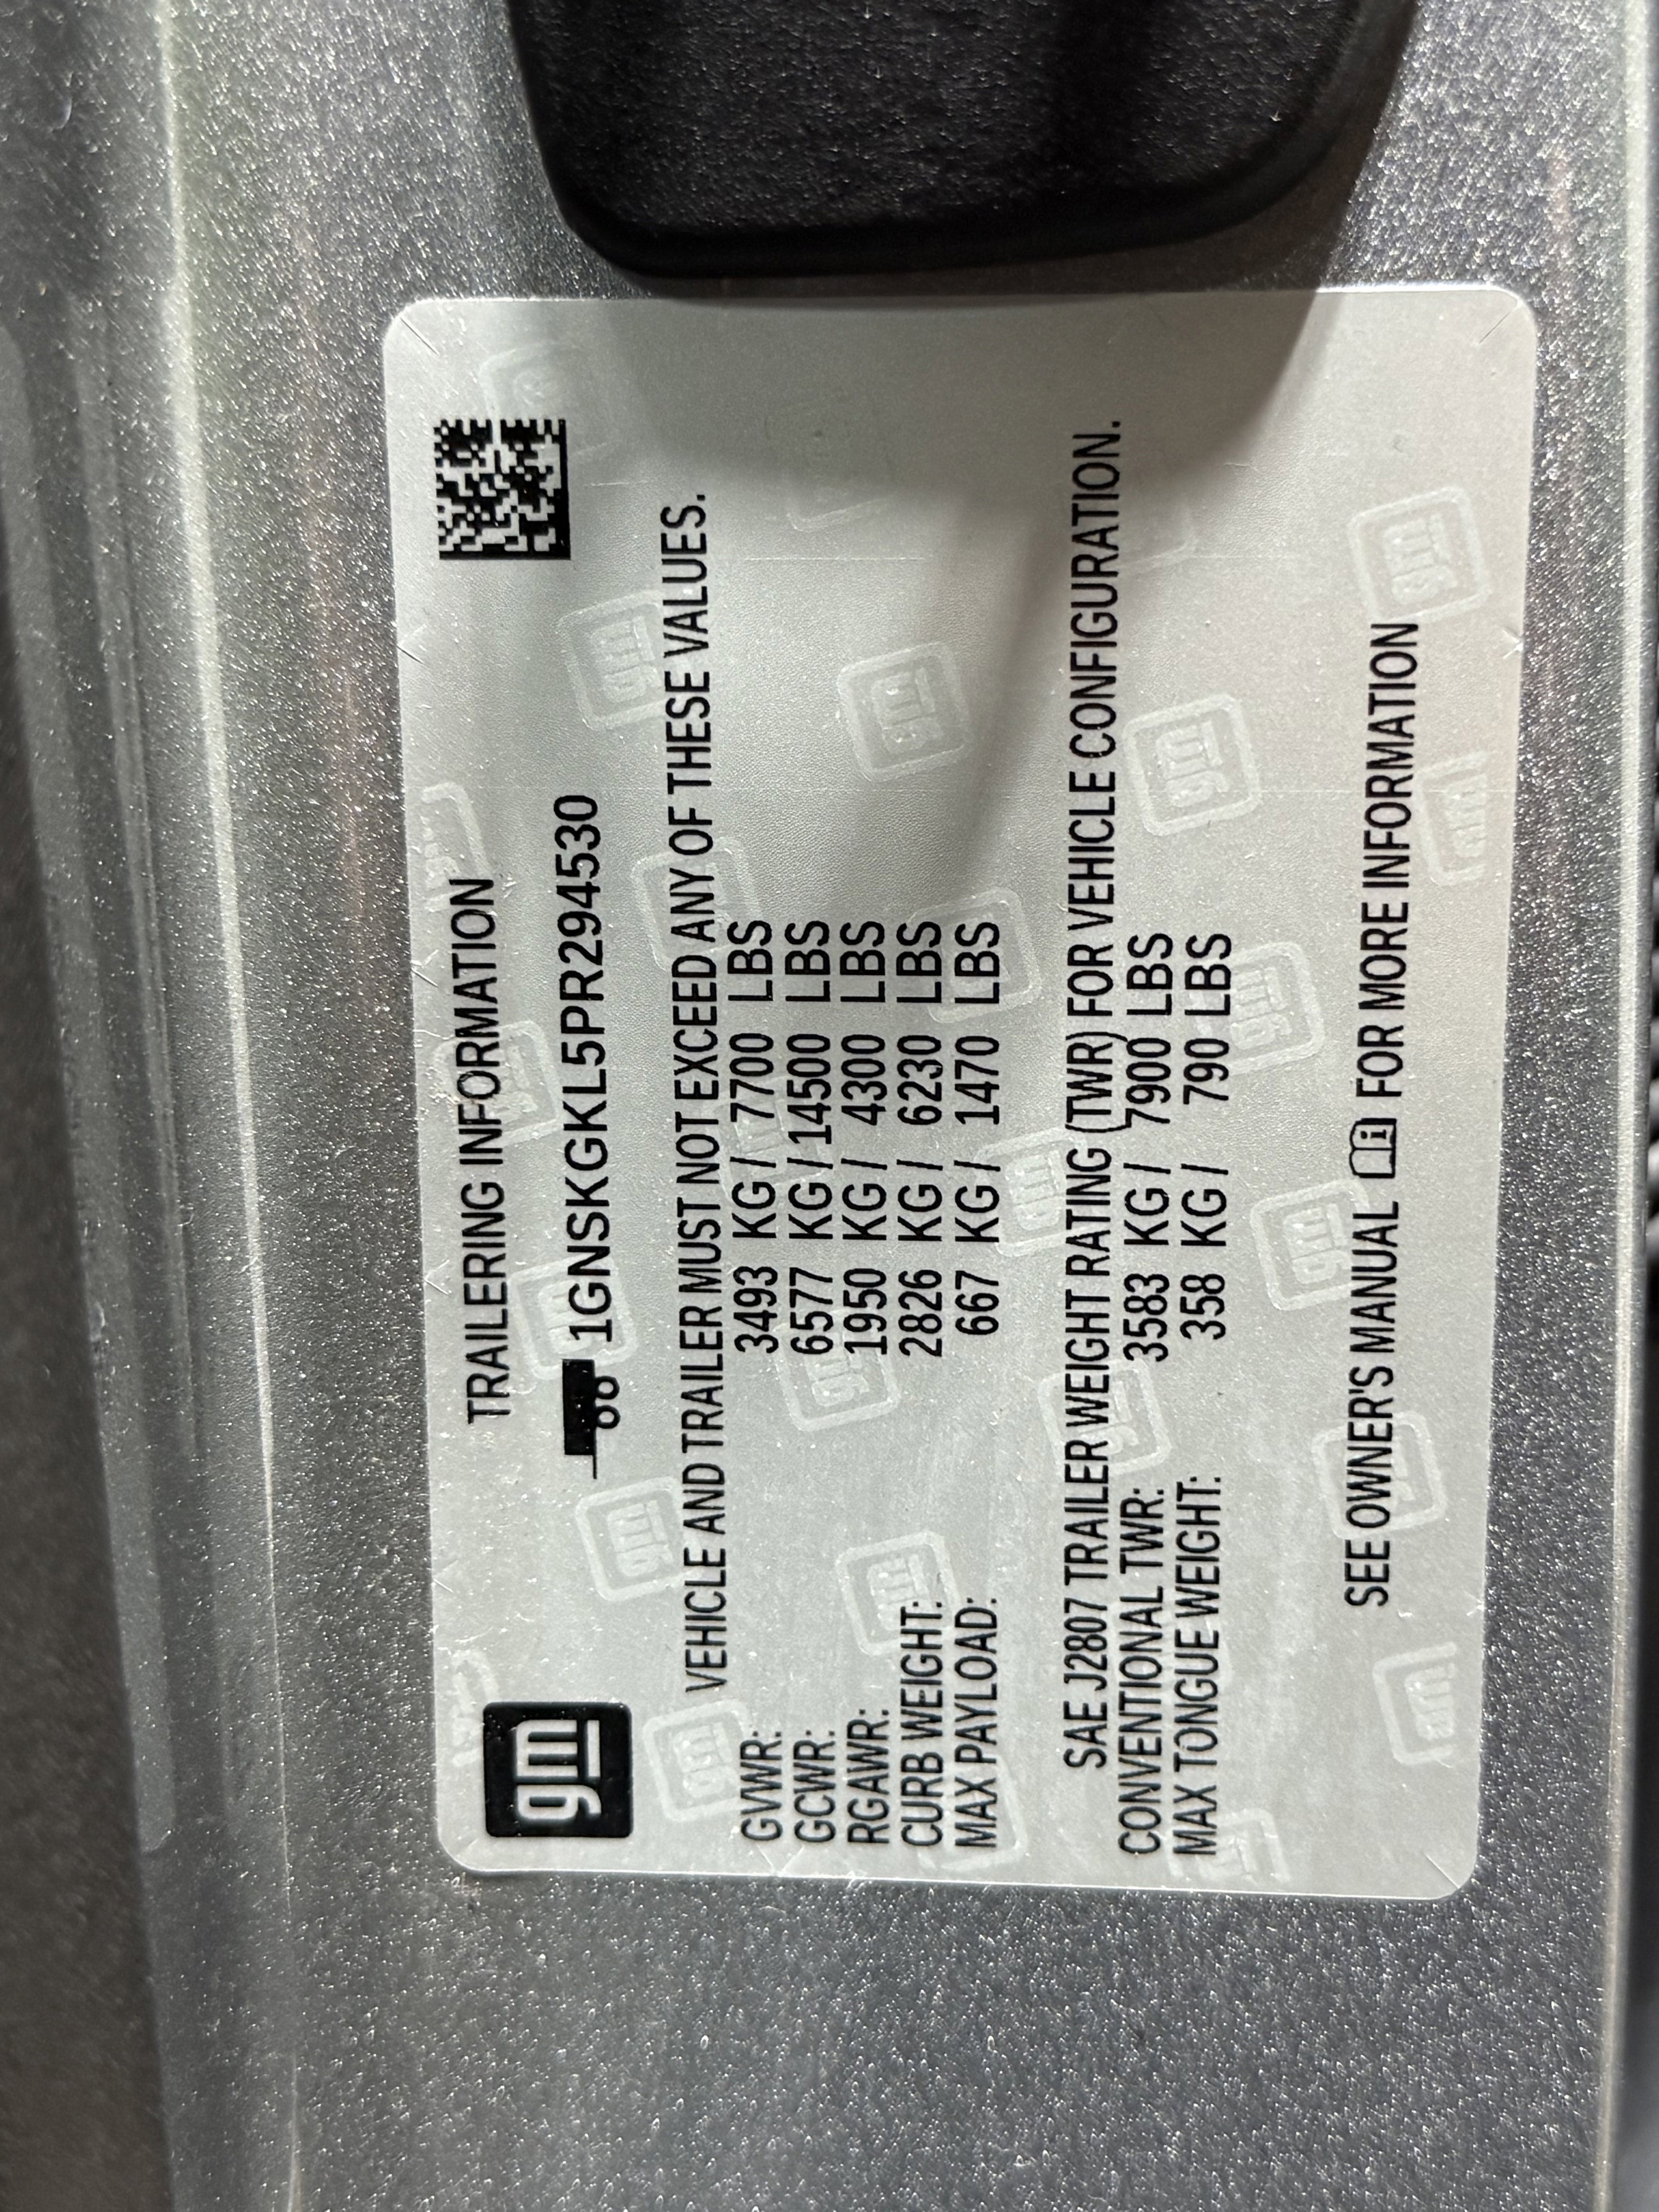 gm
TRAILERING INFORMATION
1GNSKGKL5PR294530
VEHICLE AND TRAILER MUST NOT EXCEED ANY OF THESE VALUES.
GVWR: 3493 KG / 7700 LBS
GCWR: 6577 KG / 14500 LBS
RGAWR: 1950 KG / 4300 LBS
CURB WEIGHT: 2826 KG / 6230 LBS
MAX PAYLOAD: 667 KG / 1470 LBS
SAE J2807 TRAILER WEIGHT RATING (TWR) FOR VEHICLE CONFIGURATION.
CONVENTIONAL TWR: 3583 KG / 7900 LBS
MAX TONGUE WEIGHT: 358 KG / 790 LBS
SEE OWNER'S MANUAL FOR MORE INFORMATION